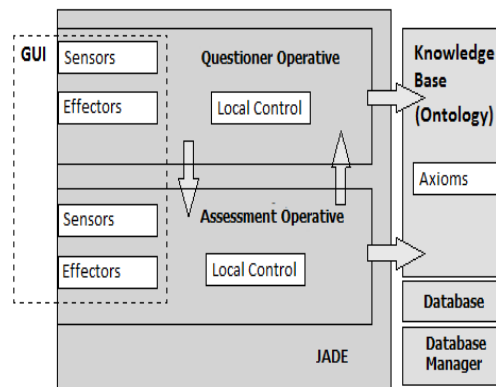 GUI
Sensors
Questioner Operative
Effectors
Local Control
Sensors
Assessment Operative
Effectors
Local Control
JADE
Knowledge
Base
(Ontology)
Axioms
Database
Database
Manager